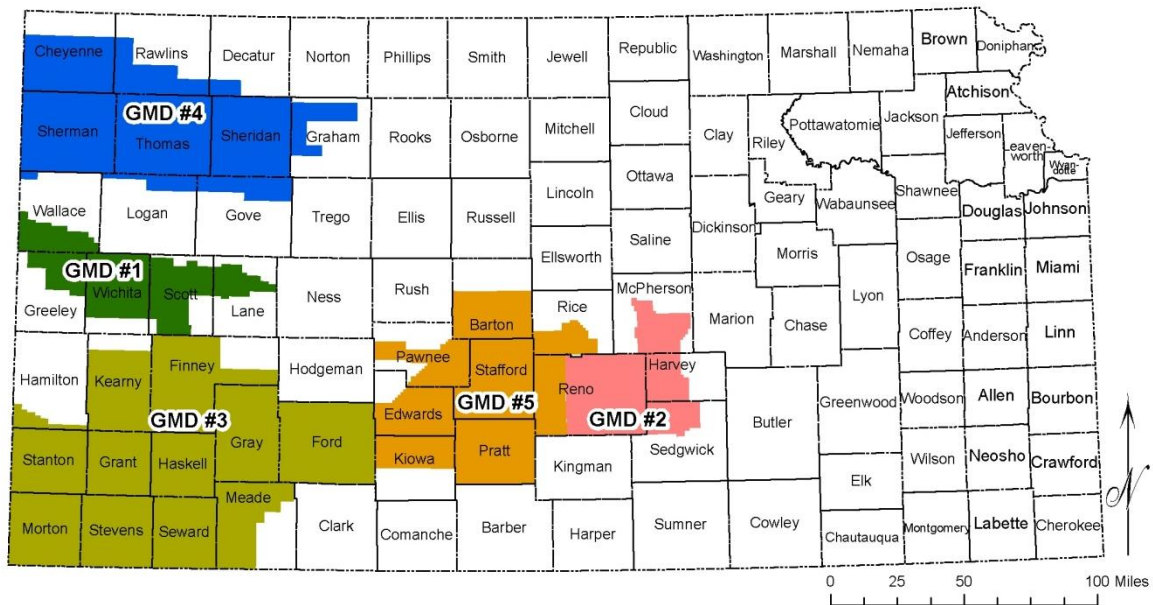 Cheyenne
Rawlins
Decatur
Norton
Phillips
Smith
Jewell
Republic
Washington
Marshall
Nemaha
Brown
Doniphan
Atchison
Sherman
GMD #4
Thomas
Sheridan
Graham
Rooks
Osborne
Mitchell
Cloud
Clay
Riley
Pottawatomie
Jackson
Jefferson
Leaven-
worth
Wyan-
dotte
Wallace
Logan
Gove
Trego
Ellis
Russell
Lincoln
Ottawa
Saline
Dickinson
Geary
Wabaunsee
Shawnee
Douglas
Johnson
Ellsworth
Morris
Osage
Franklin
Miami
GMD #1
Greeley
Wichita
Scott
Lane
Ness
Rush
Barton
Rice
McPherson
Marion
Chase
Lyon
Coffey
Anderson
Linn
Hamilton
Kearny
Finney
Hodgeman
Pawnee
Stafford
Reno
Harvey
GMD #3
GMD #5
GMD #2
Gray
Ford
Edwards
Kiowa
Pratt
Kingman
Sedgwick
Butler
Greenwood
Woodson
Allen
Bourbon
Stanton
Grant
Haskell
Meade
Wilson
Neosho
Crawford
Elk
Morton
Stevens
Seward
Clark
Comanche
Barber
Harper
Sumner
Cowley
Chautauqua
Montgomery
Labette
Cherokee
N
0 25 50 100 Miles